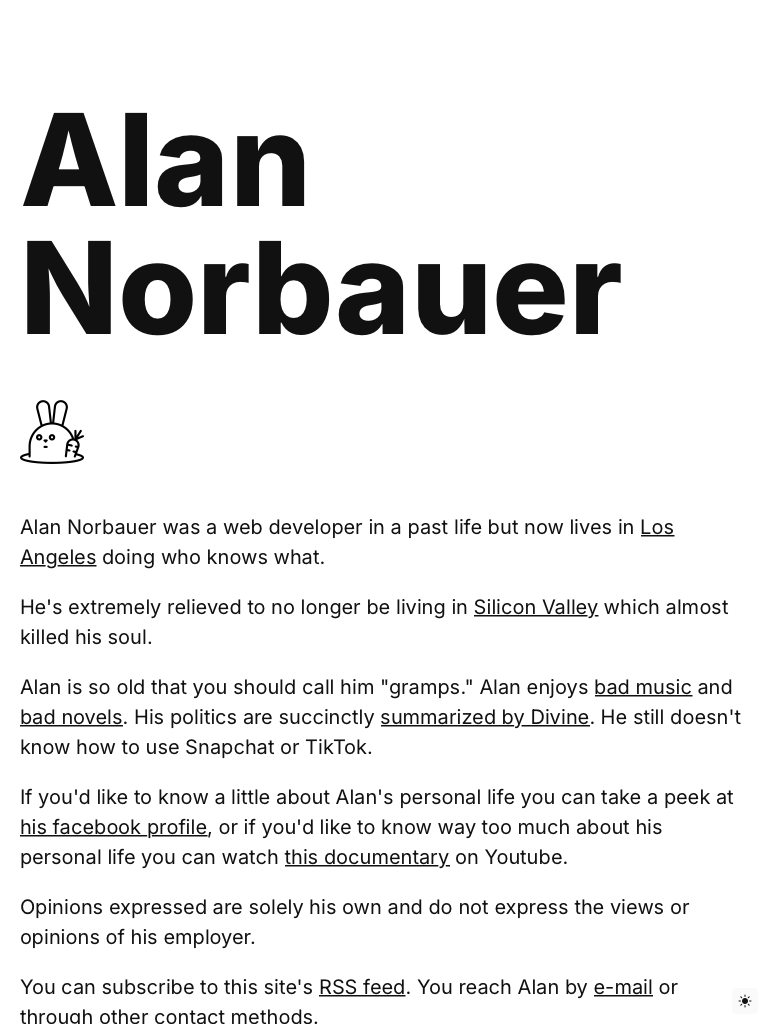 Alan
Norbauer
Alan Norbauer was a web developer in a past life but now lives in Los
Angeles doing who knows what.
He's extremely relieved to no longer be living in Silicon Valley which almost
killed his soul.
Alan is so old that you should call him "gramps." Alan enjoys bad music and
bad novels. His politics are succinctly summarized by Divine. He still doesn't
know how to use Snapchat or TikTok.
If you'd like to know a little about Alan's personal life you can take a peek at
his facebook profile, or if you'd like to know way too much about his
personal life you can watch this documentary on Youtube.
Opinions expressed are solely his own and do not express the views or
opinions of his employer.
You can subscribe to this site's RSS feed. You reach Alan by e-mail or
through other contact methods.